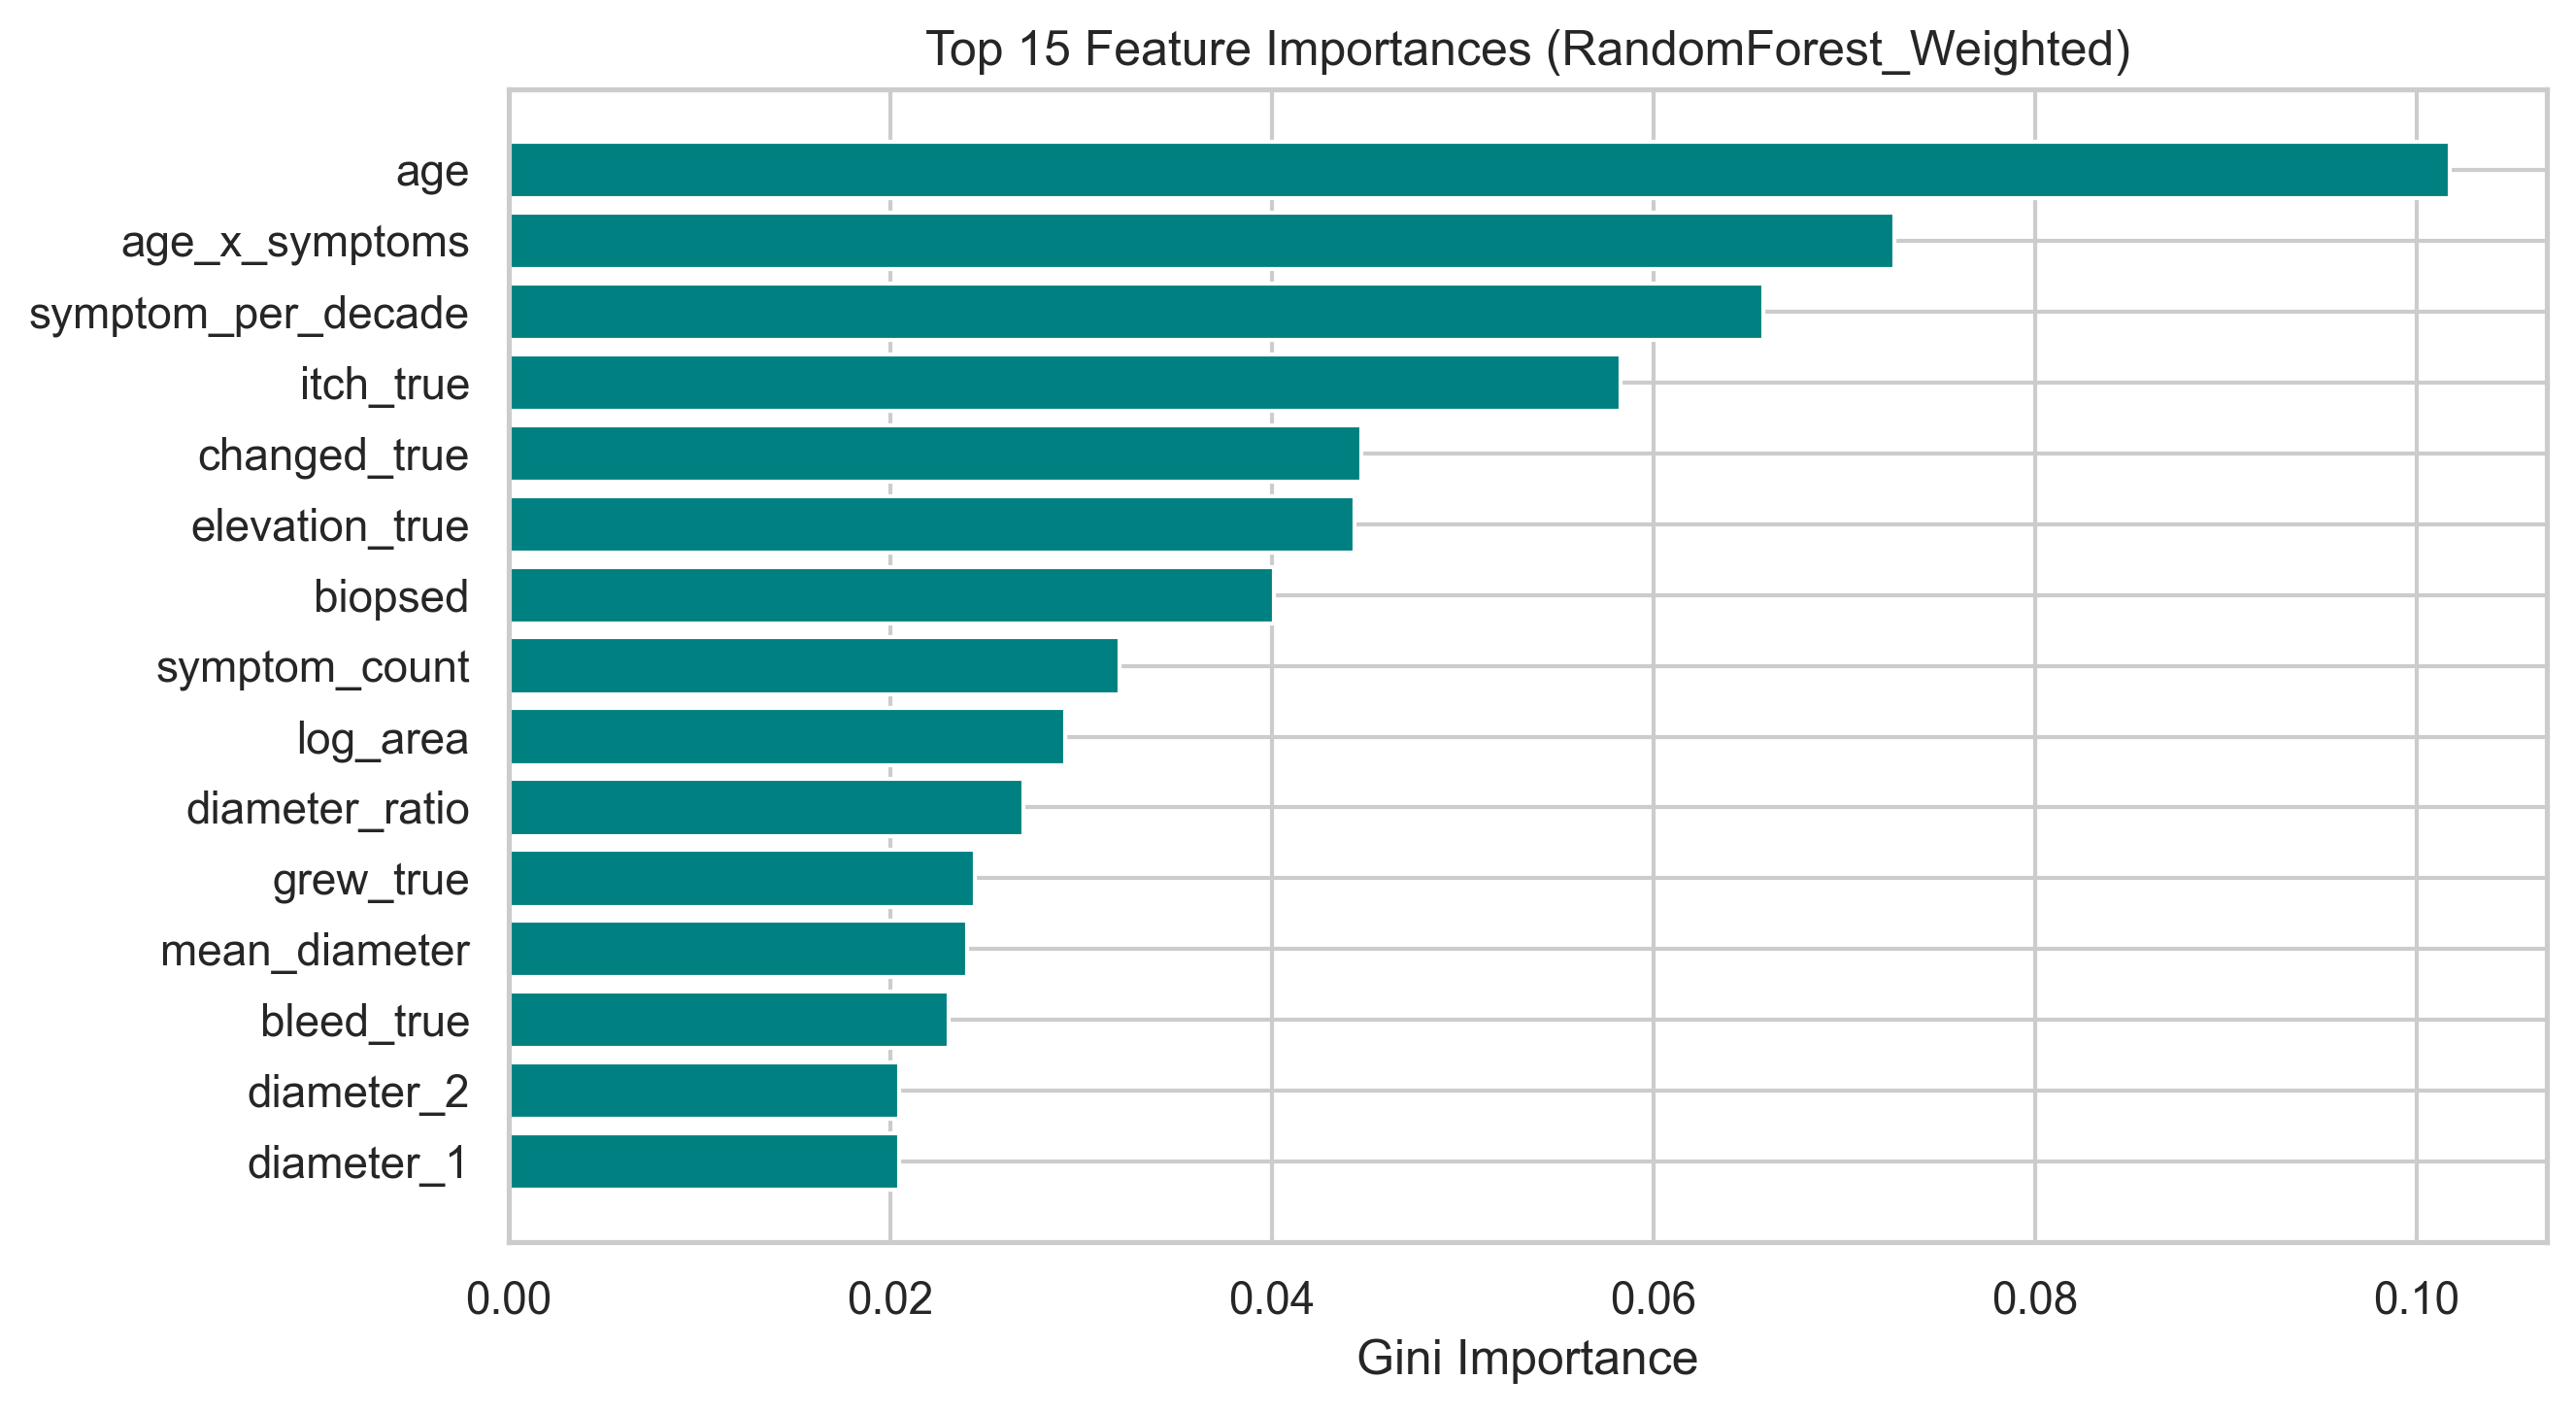 Top 15 Feature Importances (RandomForest_Weighted)
age
age_x_symptoms
symptom_per_decade
itch_true
changed_true
elevation_true
biopsed
symptom_count
log_area
diameter_ratio
grew_true
mean_diameter
bleed_true
diameter_2
diameter_1
0.00 0.02 0.04 0.06 0.08 0.10
Gini Importance